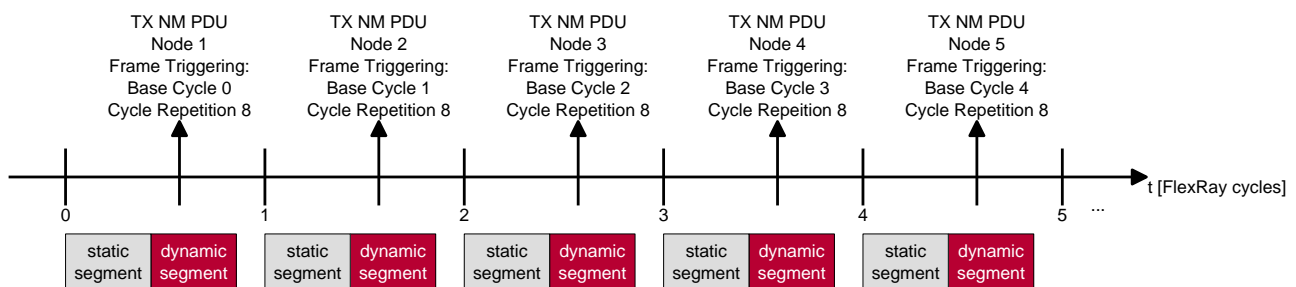 TX NM PDU
Node 1
Frame Triggering:
Base Cycle 0
Cycle Repetition 8
TX NM PDU
Node 2
Frame Triggering:
Base Cycle 1
Cycle Repetition 8
TX NM PDU
Node 3
Frame Triggering:
Base Cycle 2
Cycle Repetition 8
TX NM PDU
Node 4
Frame Triggering:
Base Cycle 3
Cycle Repetition 8
TX NM PDU
Node 5
Frame Triggering:
Base Cycle 4
Cycle Repetition 8
t [FlexRay cycles]
0
1
2
3
4
5
...
static
segment
dynamic
segment
static
segment
dynamic
segment
static
segment
dynamic
segment
static
segment
dynamic
segment
static
segment
dynamic
segment